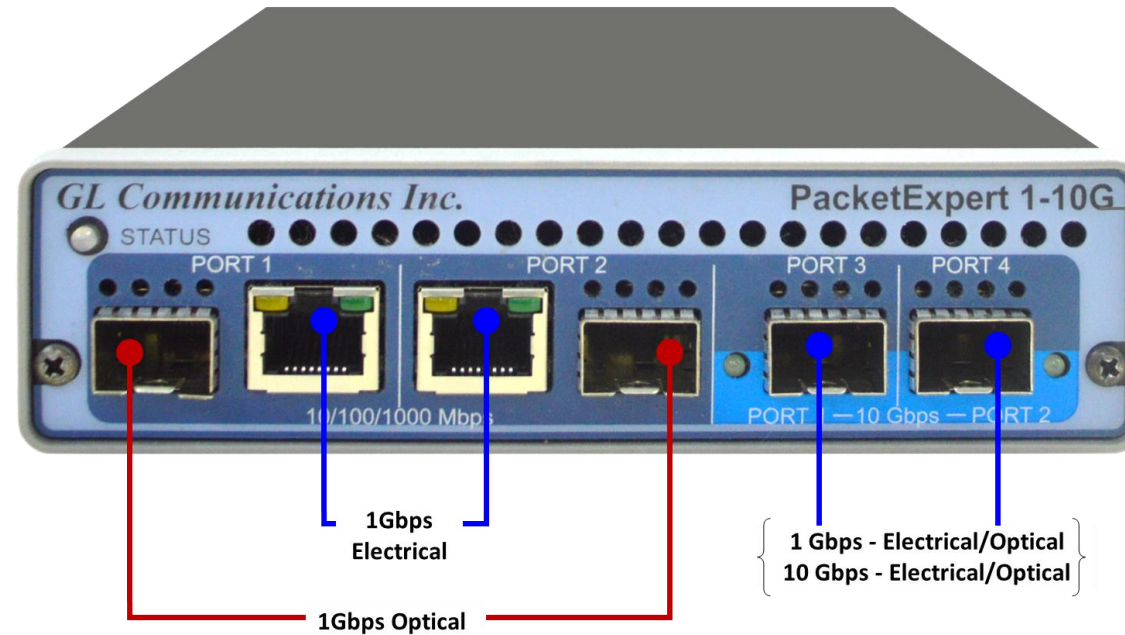 GL Communications Inc.
PacketExpert 1-10G
STATUS
PORT 1
PORT 2
PORT 3
PORT 4
10/100/1000 Mbps
PORT 1 — 10 Gbps — PORT 2
1Gbps
Electrical
1 Gbps - Electrical/Optical
10 Gbps - Electrical/Optical
1Gbps Optical